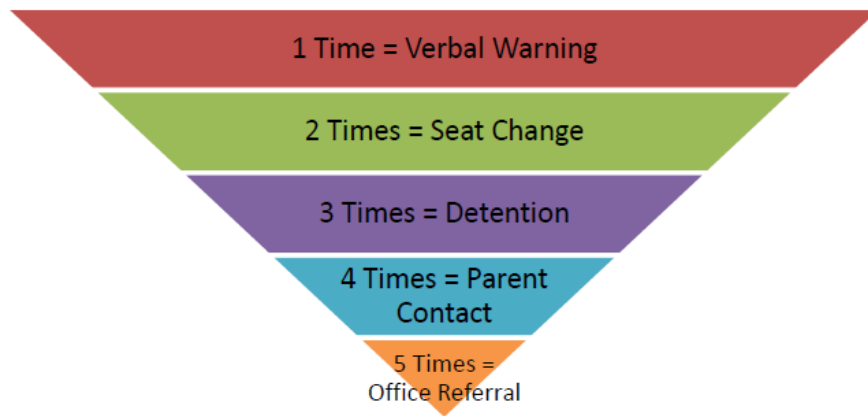 1 Time = Verbal Warning
2 Times = Seat Change
3 Times = Detention
4 Times = Parent
Contact
5 Times =
Office Referral